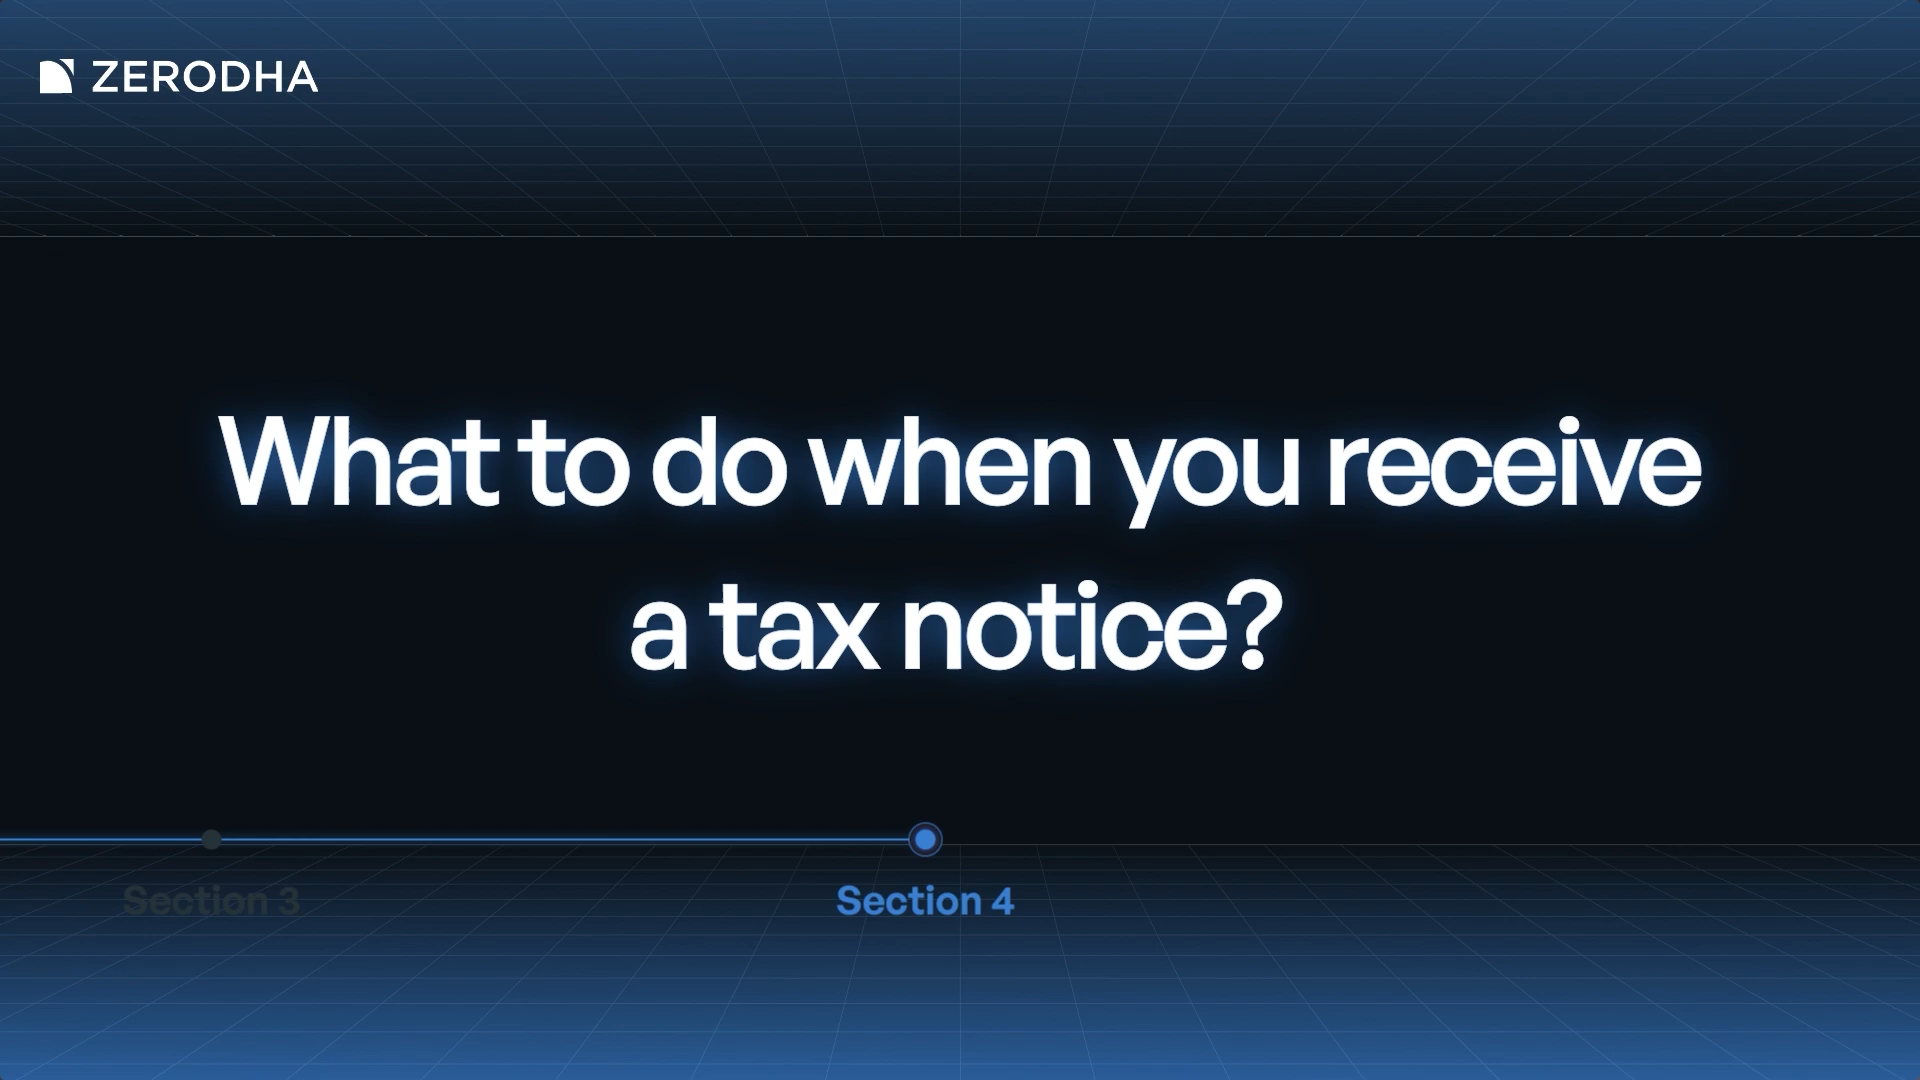 ZERODHA
What to do when you receive
a tax notice?
Section 3
Section 4